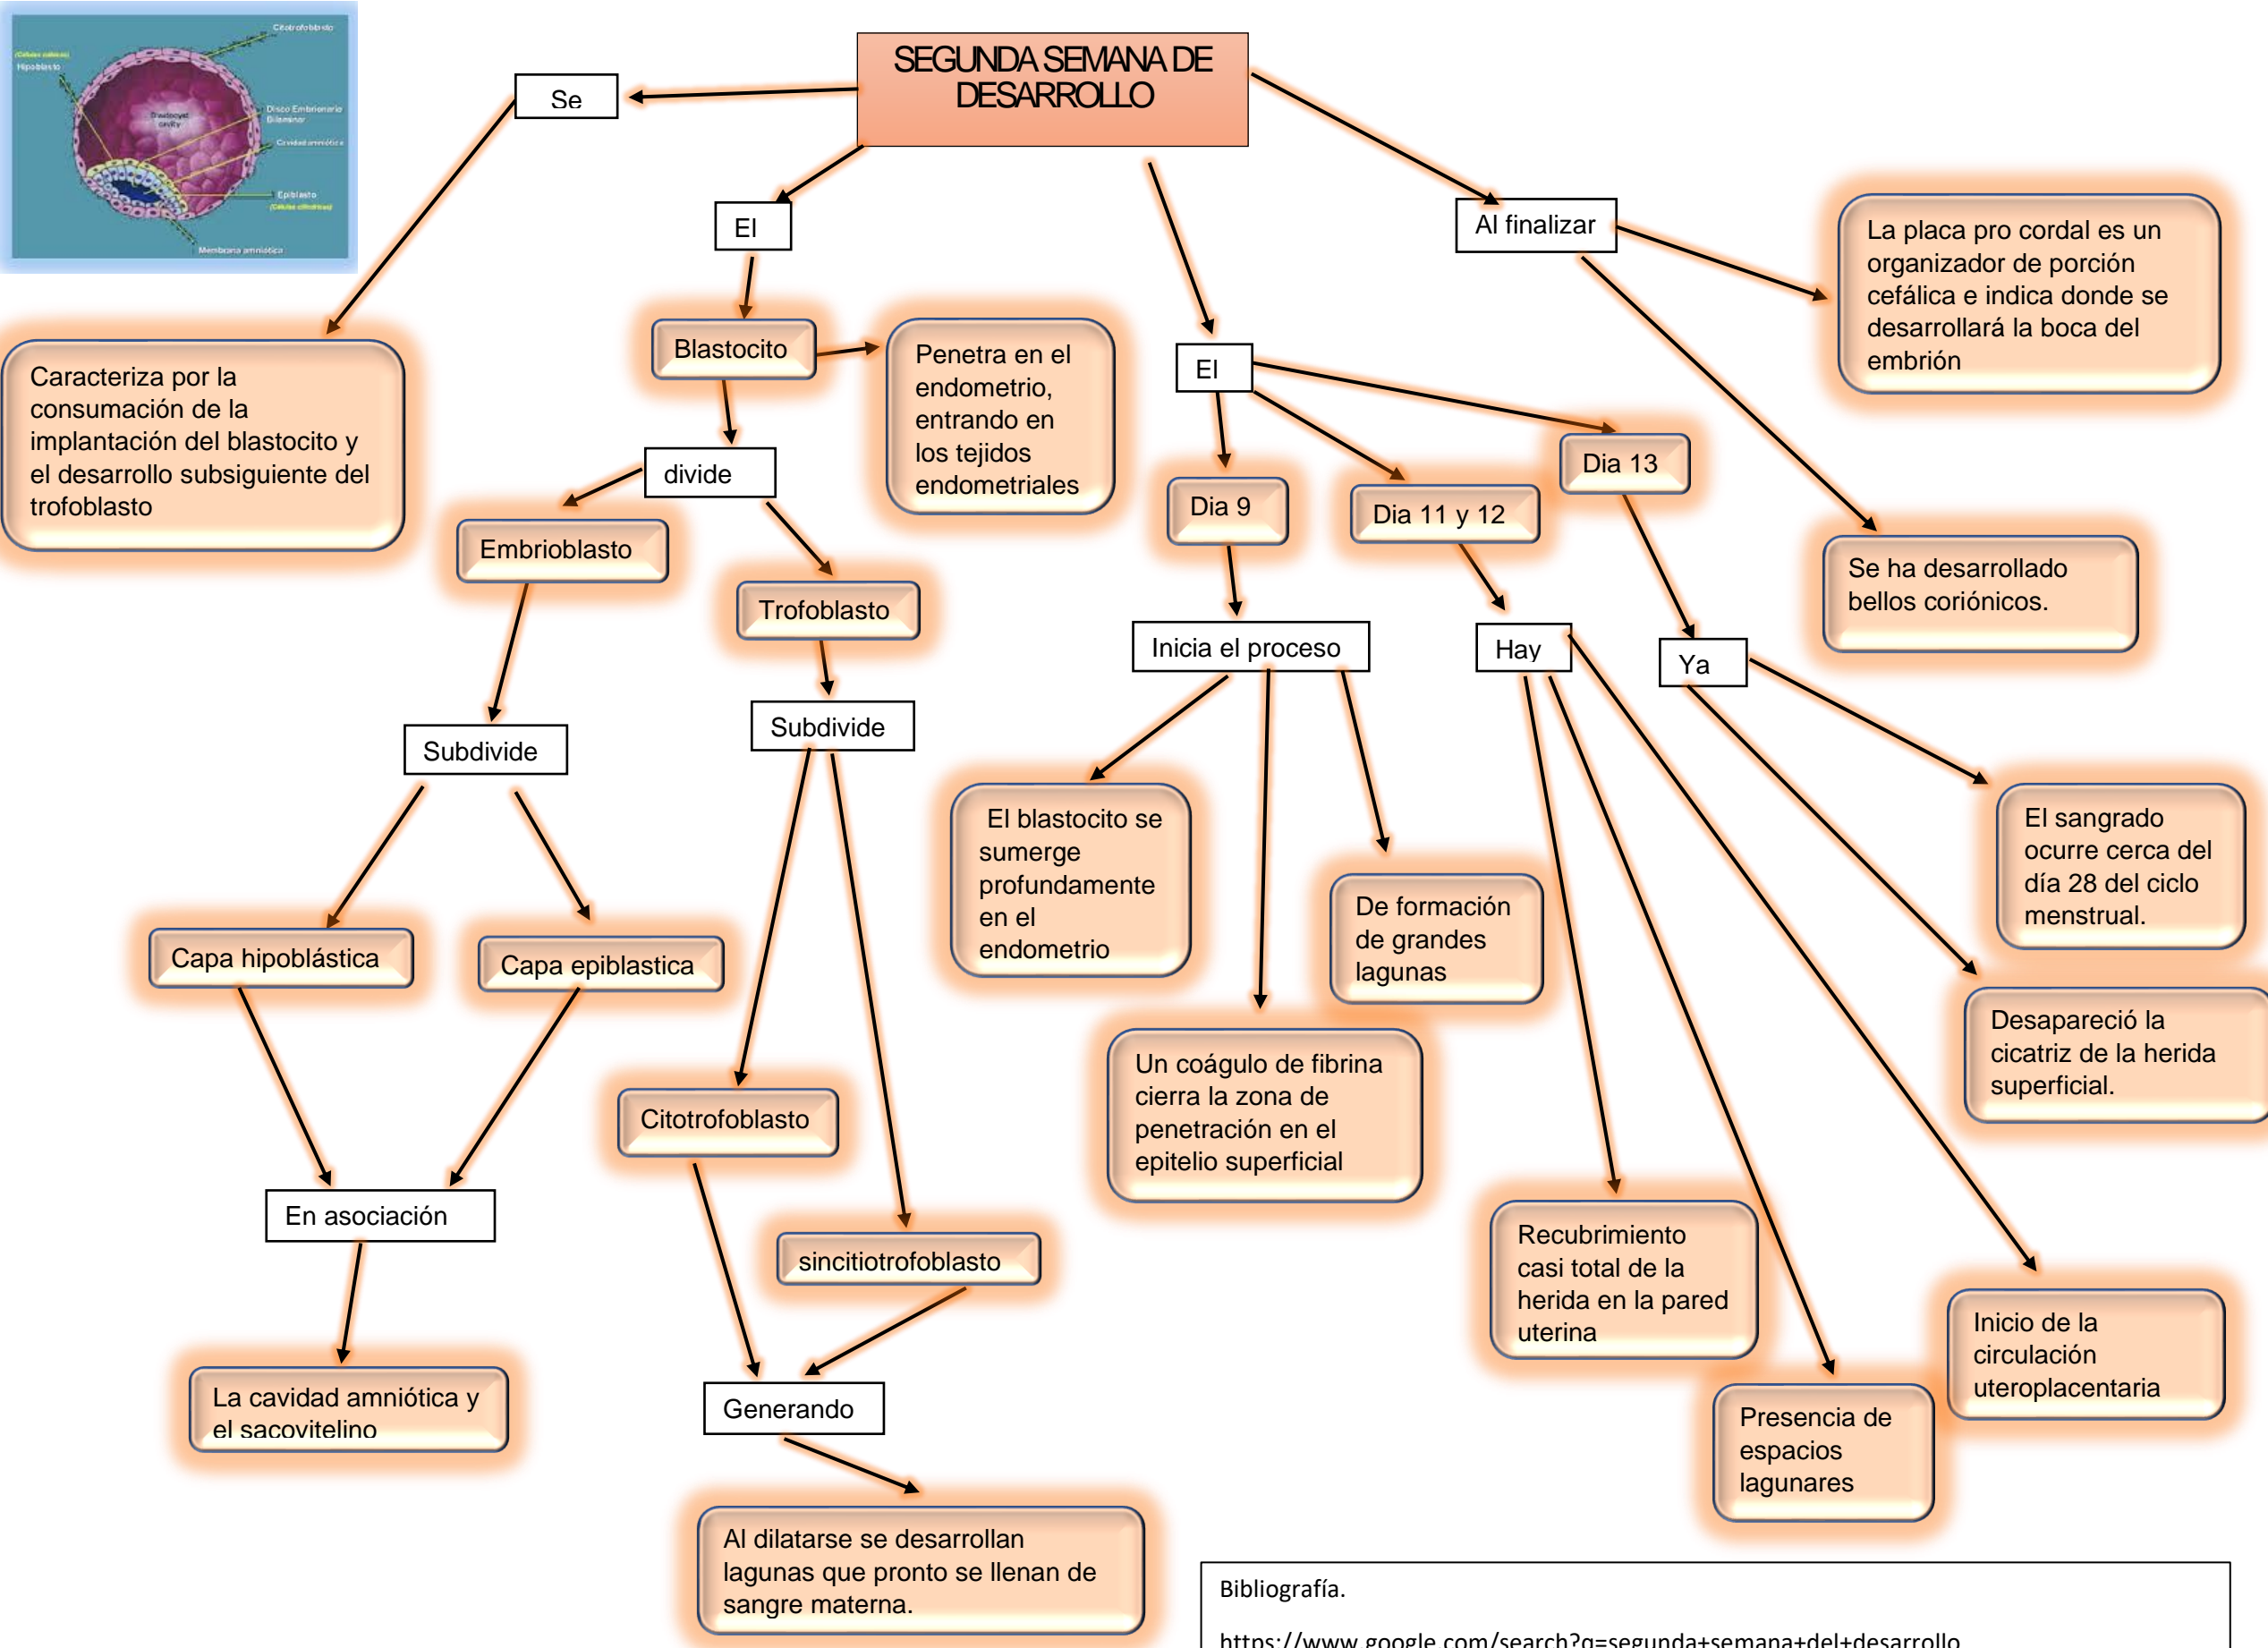 Citotrofoblasto
(Células cúbicas)
Hipoblasto
Disco Embrionario
Bilaminar
Blastocyst
cavity
Cavidad amniótica
Epiblasto
(Células cilíndricas)
Membrana amniótica
SEGUNDA SEMANA DE
DESARROLLO
Se
El
Al finalizar
La placa pro cordal es un
organizador de porción
cefálica e indica donde se
desarrollará la boca del
embrión
Caracteriza por la
consumación de la
implantación del blastocito y
el desarrollo subsiguiente del
trofoblasto
Blastocito
Penetra en el
endometrio,
entrando en
los tejidos
endometriales
El
divide
Dia 13
Dia 9
Dia 11 y 12
Embrioblasto
Trofoblasto
Se ha desarrollado
bellos coriónicos.
Inicia el proceso
Hay
Ya
Subdivide
Subdivide
El blastocito se
sumerge
profundamente
en el
endometrio
De formación
de grandes
lagunas
El sangrado
ocurre cerca del
día 28 del ciclo
menstrual.
Capa hipoblástica
Capa epiblastica
Desapareció la
cicatriz de la herida
superficial.
Un coágulo de fibrina
cierra la zona de
penetración en el
epitelio superficial
Citotrofoblasto
En asociación
sincitiotrofoblasto
Recubrimiento
casi total de la
herida en la pared
uterina
Inicio de la
circulación
uteroplacentaria
La cavidad amniótica y
el sacovitelino
Generando
Presencia de
espacios
lagunares
Al dilatarse se desarrollan
lagunas que pronto se llenan de
sangre materna.
Bibliografía.
https://www.google.com/search?q=segunda+semana+del+desarrollo